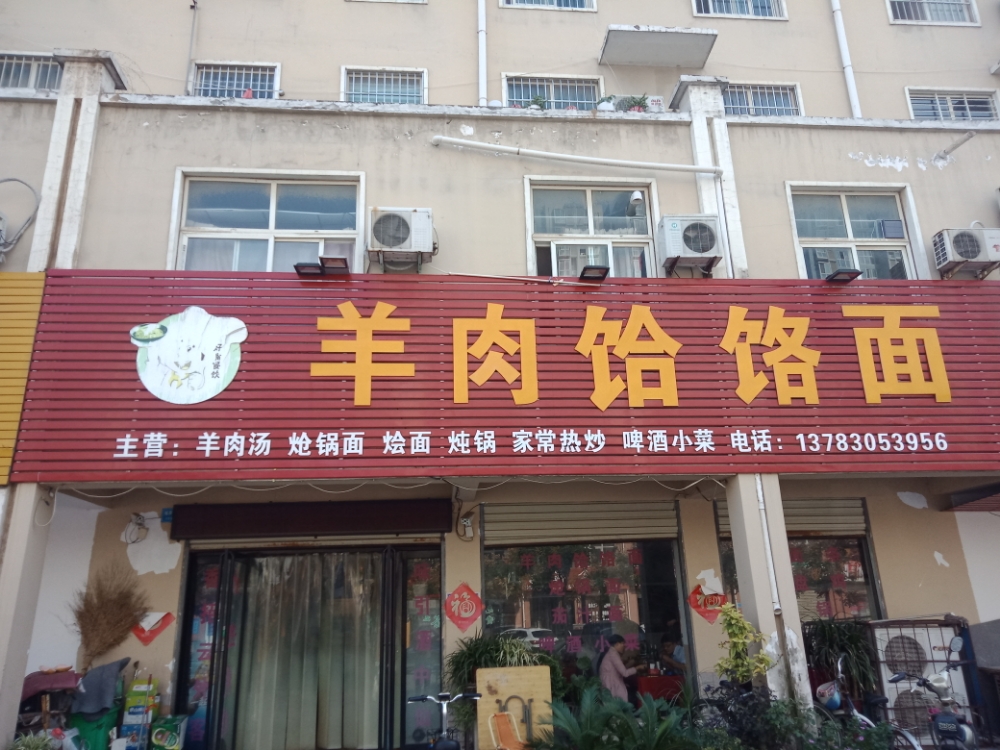 羊肉饸饹面
主营：羊肉汤 炝锅面 烩面 炖锅 家常热炒 啤酒小菜 电话：13783053956
福